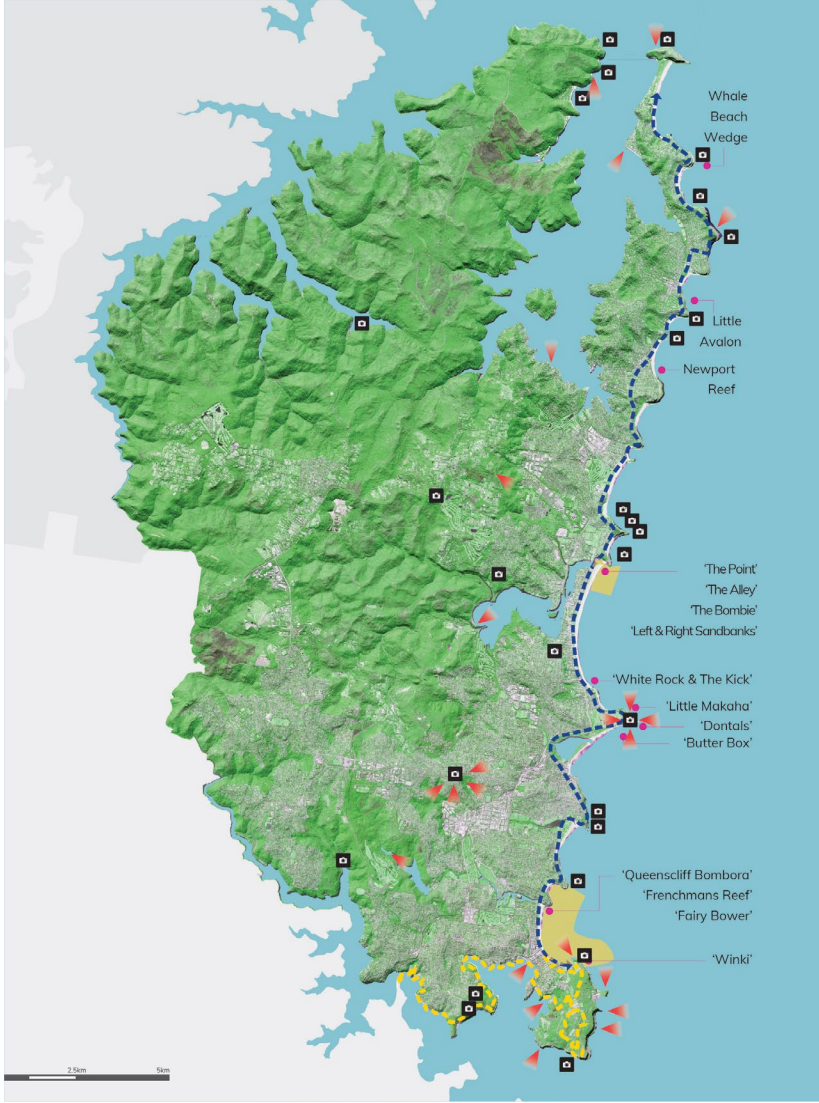 Whale
Beach
Wedge
Little
Avalon
Newport
Reef
'The Point'
'The Alley'
'The Bombie'
'Left & Right Sandbanks'
'White Rock & The Kick'
'Little Makaha'
'Dontals'
'Butter Box'
'Queenscliff Bombora'
'Frenchmans Reef'
'Fairy Bower'
'Winki'
2.5km 5km